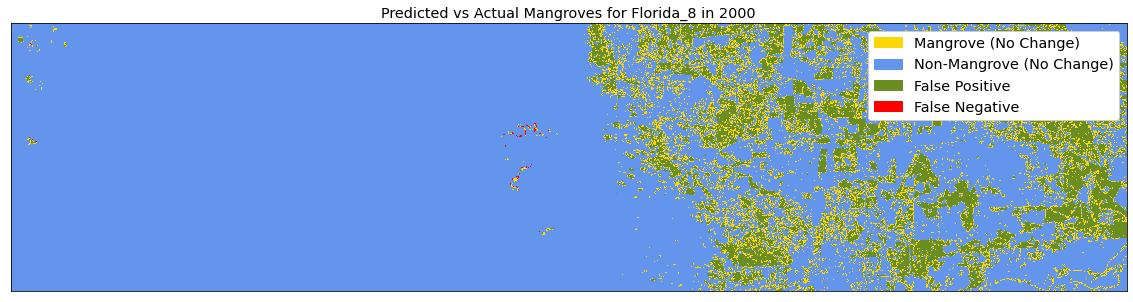 Predicted vs Actual Mangroves for Florida_8 in 2000
Mangrove (No Change)
Non-Mangrove (No Change)
False Positive
False Negative